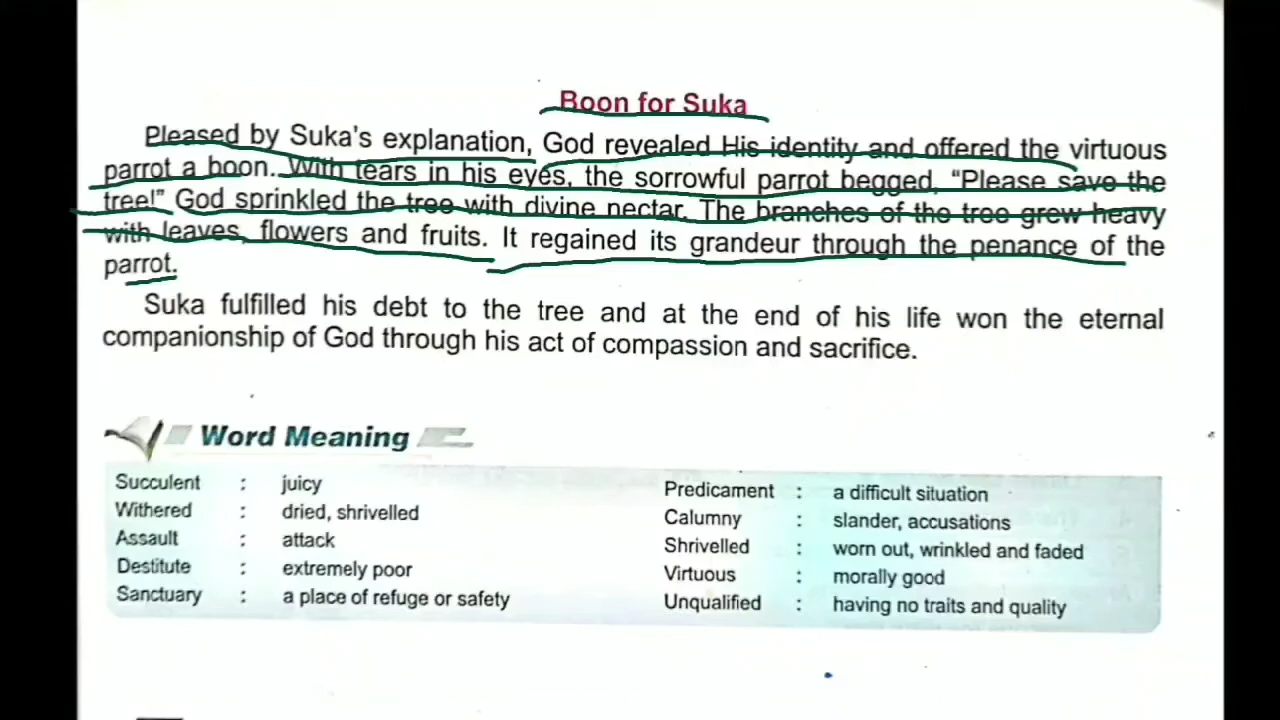 Boon for Suka
Pleased by Suka's explanation, God revealed His identity and offered the virtuous
parrot a boon. With tears in his eyes, the sorrowful parrot begged, “Please save the
tree!” God sprinkled the tree with divine nectar. The branches of the tree grew heavy
with leaves, flowers and fruits. It regained its grandeur through the penance of the
parrot.
Suka fulfilled his debt to the tree and at the end of his life won the eternal
companionship of God through his act of compassion and sacrifice.
Word Meaning
Succulent : juicy
Withered : dried, shrivelled
Assault : attack
Destitute : extremely poor
Sanctuary : a place of refuge or safety
Predicament : a difficult situation
Calumny : slander, accusations
Shrivelled : worn out, wrinkled and faded
Virtuous : morally good
Unqualified : having no traits and quality